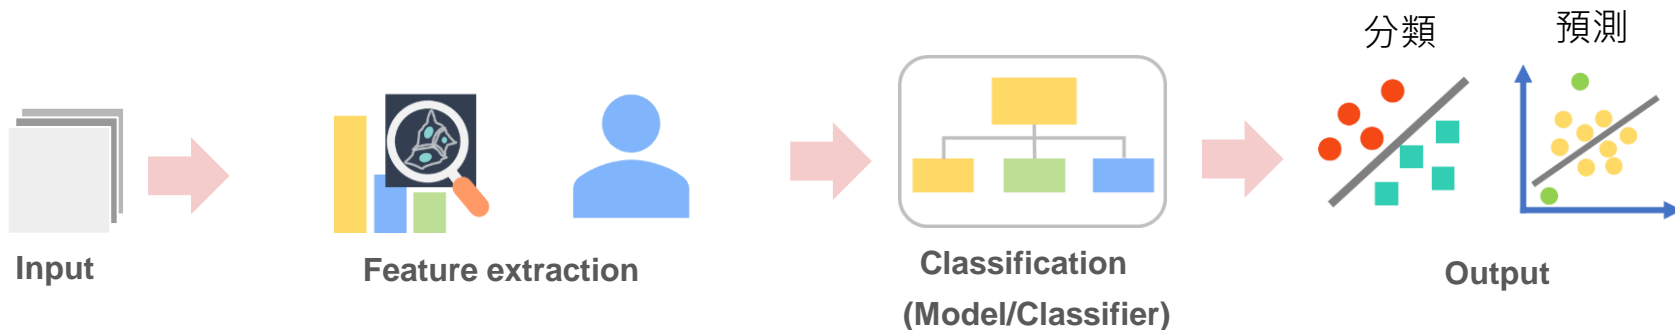 分類
預測
Input
Feature extraction
Classification
(Model/Classifier)
Output